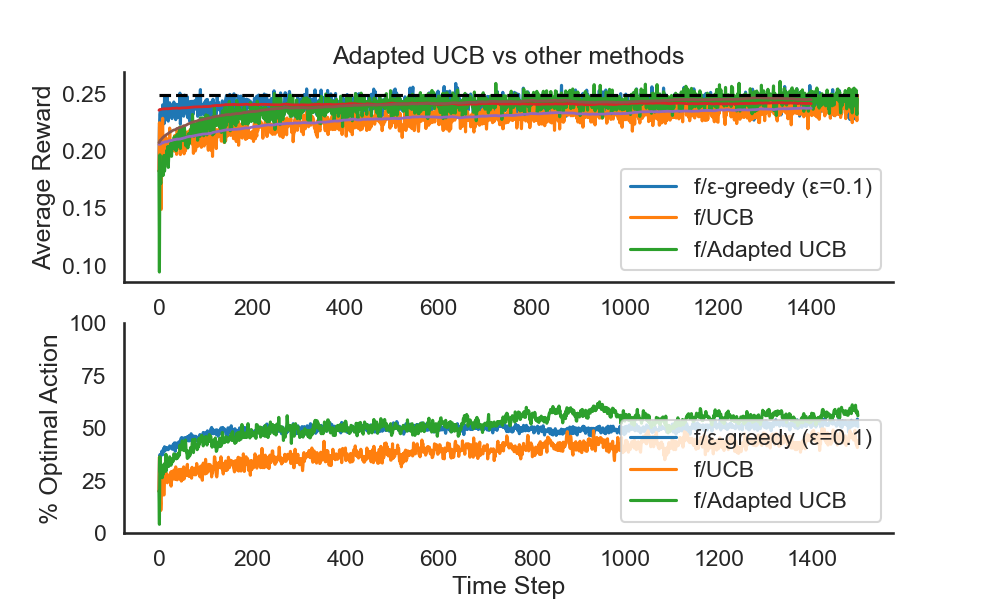 Adapted UCB vs other methods
Average Reward
0.25
0.20
0.15
0.10
f/ε-greedy (ε=0.1)
f/UCB
f/Adapted UCB
0 200 400 600 800 1000 1200 1400
% Optimal Action
100
75
50
25
0
f/ε-greedy (ε=0.1)
f/UCB
f/Adapted UCB
0 200 400 600 800 1000 1200 1400
Time Step